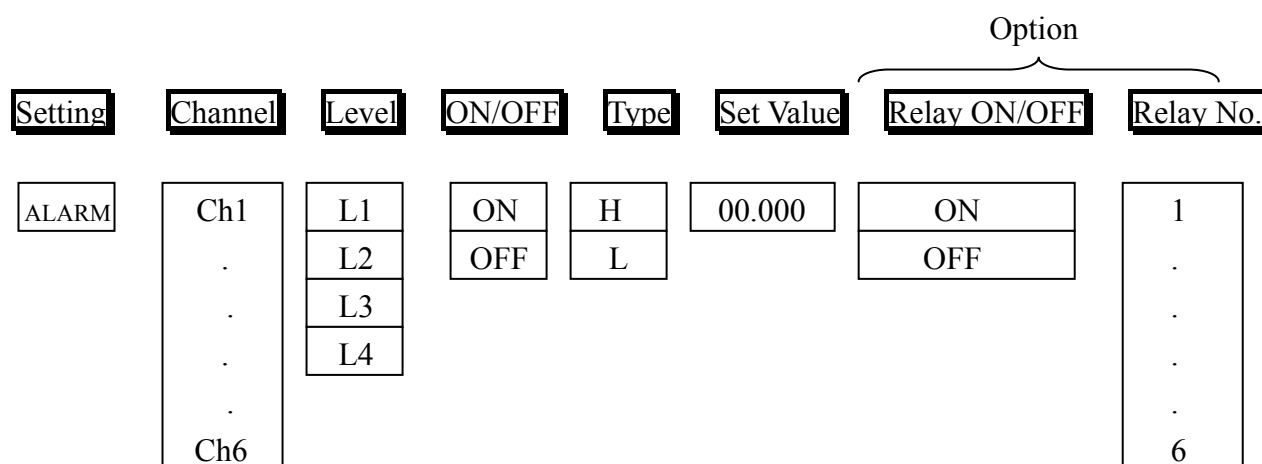 Option
Setting Channel Level ON/OFF Type Set Value Relay ON/OFF Relay No.
ALARM Ch1 L1 ON H 00.000 ON 1
. L2 OFF L OFF .
. L3 .
. L4 .
. .
Ch6 6